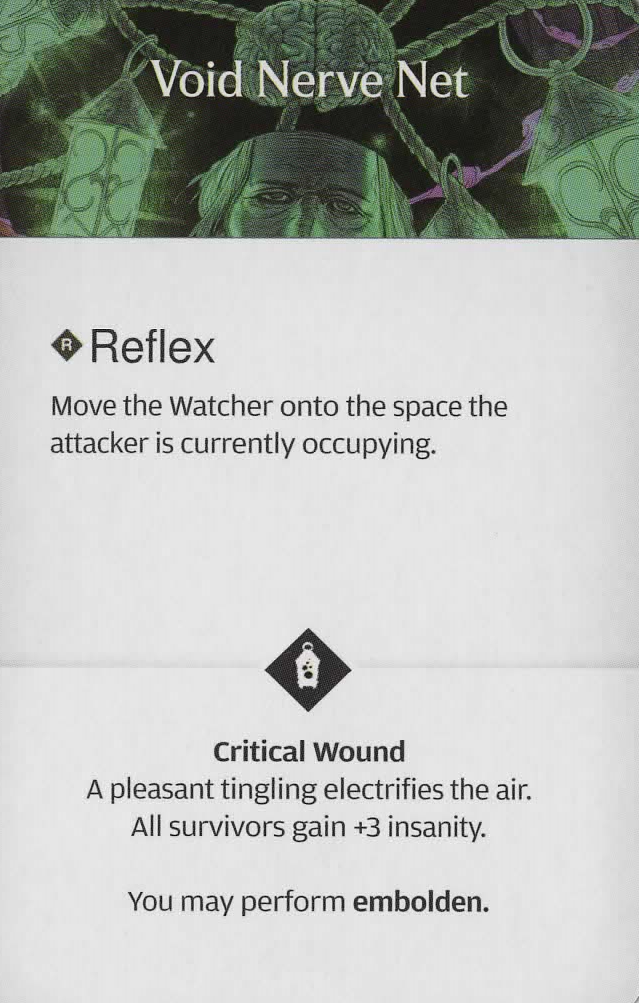 Void Nerve Net
R Reflex
Move the Watcher onto the space the
attacker is currently occupying.
Critical Wound
A pleasant tingling electrifies the air.
All survivors gain +3 insanity.
You may perform embolden.